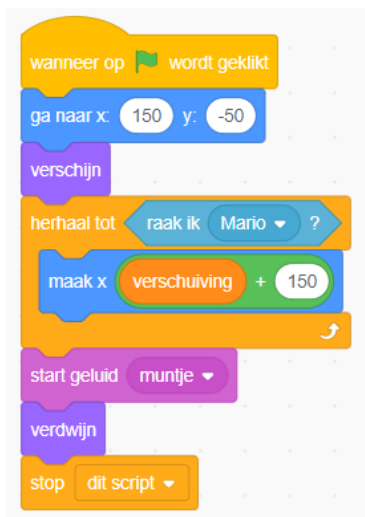 wanneer op wordt geklikt
ga naar x: 150 y: -50
verschijn
herhaal tot raak ik Mario ?
maak x verschuiving + 150
start geluid muntje
verdwijn
stop dit script